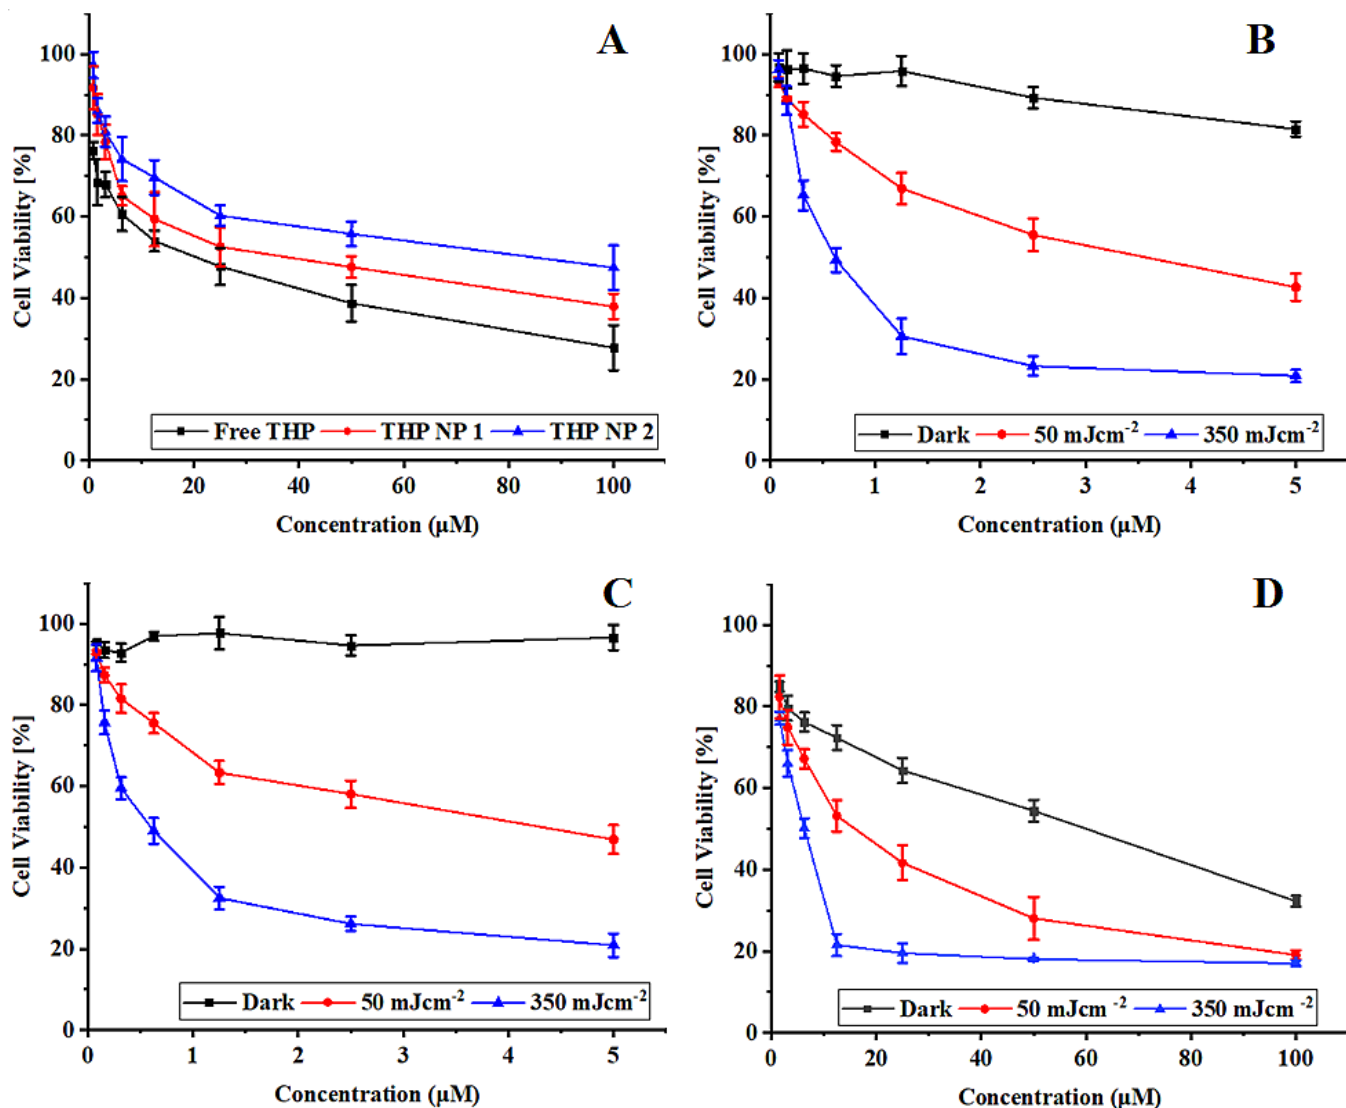 A
Cell Viability [%]
100
80
60
40
20
0
Free THP THP NP 1 THP NP 2
0 20 40 60 80 100
Concentration (µM)
B
Cell Viability [%]
100
80
60
40
20
0
Dark 50 mJcm⁻² 350 mJcm⁻²
0 1 2 3 4 5
Concentration (µM)
C
Cell Viability [%]
100
80
60
40
20
0
Dark 50 mJcm⁻² 350 mJcm⁻²
0 1 2 3 4 5
Concentration (µM)
D
Cell Viability [%]
100
80
60
40
20
0
Dark 50 mJcm⁻² 350 mJcm⁻²
0 20 40 60 80 100
Concentration (µM)